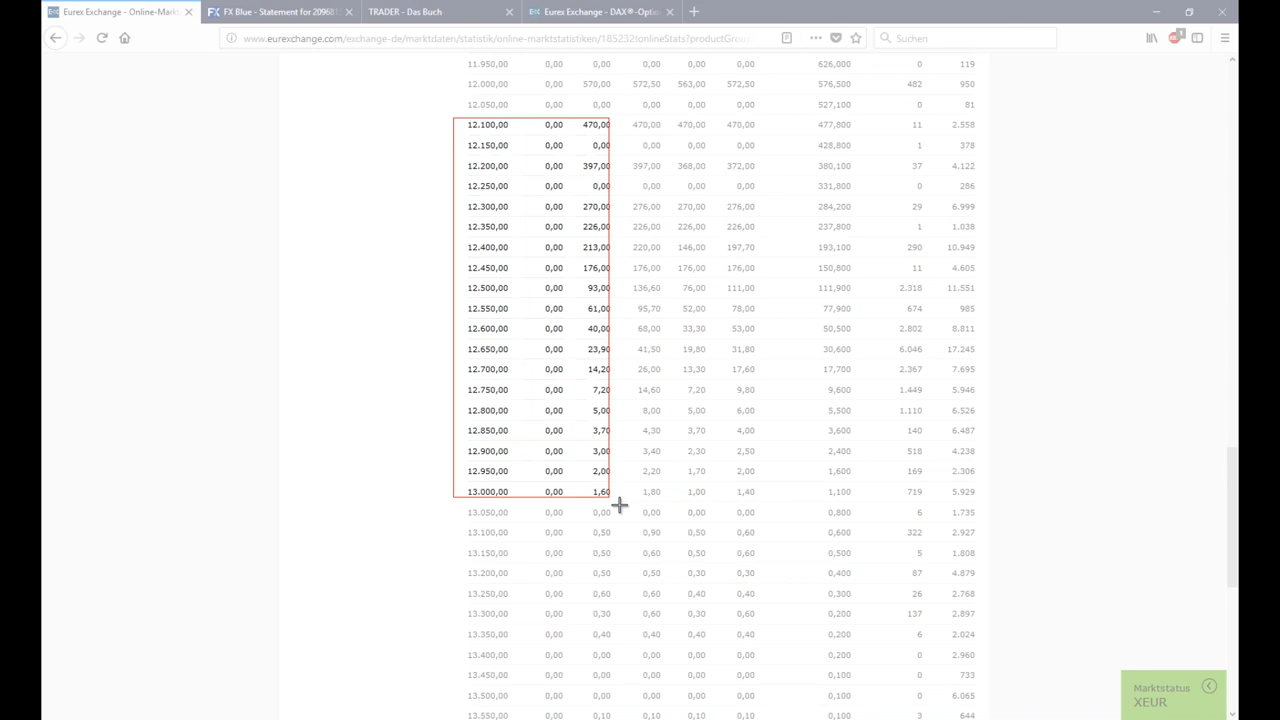 Eurex Exchange - Online-Mark
FX Blue - Statement for 20968
TRADER - Das Buch
Eurex Exchange - DAX®-Optio
www.eurexchange.com/exchange-de/marktdaten/statistik/online-marktstatistiken/185232!onlineStats?productGrou
Suchen
11.950,00 0,00 0,00 0,00 0,00 0,00 626,000 0 119
12.000,00 0,00 570,00 572,50 563,00 572,50 576,500 482 950
12.050,00 0,00 0,00 0,00 0,00 0,00 527,100 0 81
12.100,00 0,00 470,00 470,00 470,00 470,00 477,800 11 2.558
12.150,00 0,00 0,00 0,00 0,00 0,00 428,800 1 378
12.200,00 0,00 397,00 397,00 368,00 372,00 380,100 37 4.122
12.250,00 0,00 0,00 0,00 0,00 0,00 331,800 0 286
12.300,00 0,00 270,00 276,00 270,00 276,00 284,200 29 6.999
12.350,00 0,00 226,00 226,00 226,00 226,00 237,800 1 1.038
12.400,00 0,00 213,00 220,00 146,00 197,70 193,100 290 10.949
12.450,00 0,00 176,00 176,00 176,00 176,00 150,800 11 4.605
12.500,00 0,00 93,00 136,60 76,00 111,00 111,900 2.318 11.551
12.550,00 0,00 61,00 95,70 52,00 78,00 77,900 674 985
12.600,00 0,00 40,00 68,00 33,30 53,00 50,500 2.802 8.811
12.650,00 0,00 23,90 41,50 19,80 31,80 30,600 6.046 17.245
12.700,00 0,00 14,20 26,00 13,30 17,60 17,700 2.367 7.695
12.750,00 0,00 7,20 14,60 7,20 9,80 9,600 1.449 5.946
12.800,00 0,00 5,00 8,00 5,00 6,00 5,500 1.110 6.526
12.850,00 0,00 3,70 4,30 3,70 4,00 3,600 140 6.487
12.900,00 0,00 3,00 3,40 2,30 2,50 2,400 518 4.238
12.950,00 0,00 2,00 2,20 1,70 2,00 1,600 169 2.306
13.000,00 0,00 1,60 1,80 1,00 1,40 1,100 719 5.929
13.050,00 0,00 0,00 0,00 0,00 0,00 0,800 6 1.735
13.100,00 0,00 0,50 0,90 0,50 0,60 0,600 322 2.927
13.150,00 0,00 0,50 0,60 0,50 0,60 0,500 5 1.808
13.200,00 0,00 0,50 0,50 0,30 0,30 0,400 87 4.879
13.250,00 0,00 0,60 0,60 0,40 0,40 0,300 26 2.768
13.300,00 0,00 0,30 0,60 0,30 0,60 0,200 137 2.897
13.350,00 0,00 0,40 0,40 0,40 0,40 0,200 6 2.024
13.400,00 0,00 0,00 0,00 0,00 0,00 0,200 0 2.960
13.450,00 0,00 0,00 0,00 0,00 0,00 0,100 0 733
13.500,00 0,00 0,00 0,00 0,00 0,00 0,100 0 6.065
13.550,00 0,00 0,10 0,10 0,10 0,10 0,100 3 644
Marktstatus
XEUR